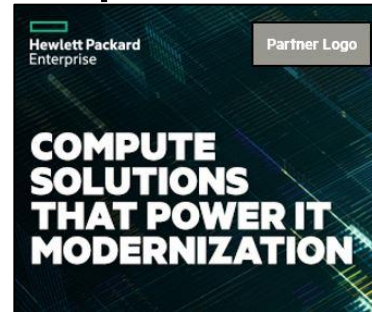 Hewlett Packard
Enterprise
Partner Logo
COMPUTE
SOLUTIONS
THAT POWER IT
MODERNIZATION